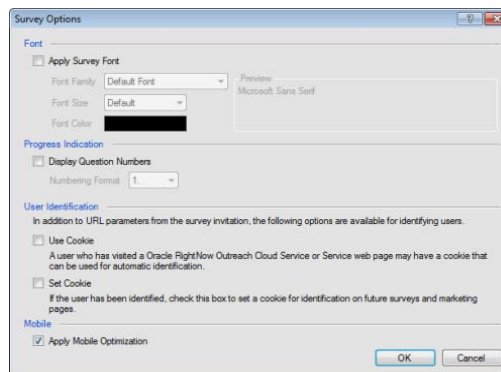 Survey Options
Font
Apply Survey Font
Font Family Default Font
Preview
Microsoft Sans Serif
Font Size Default
Font Color
Progress Indication
Display Question Numbers
Numbering Format 1.
User Identification
In addition to URL parameters from the survey invitation, the following options are available for identifying users.
Use Cookie
A user who has visited a Oracle RightNow Outreach Cloud Service or Service web page may have a cookie that
can be used for automatic identification.
Set Cookie
If the user has been identified, check this box to set a cookie for identification on future surveys and marketing
pages.
Mobile
Apply Mobile Optimization
OK Cancel